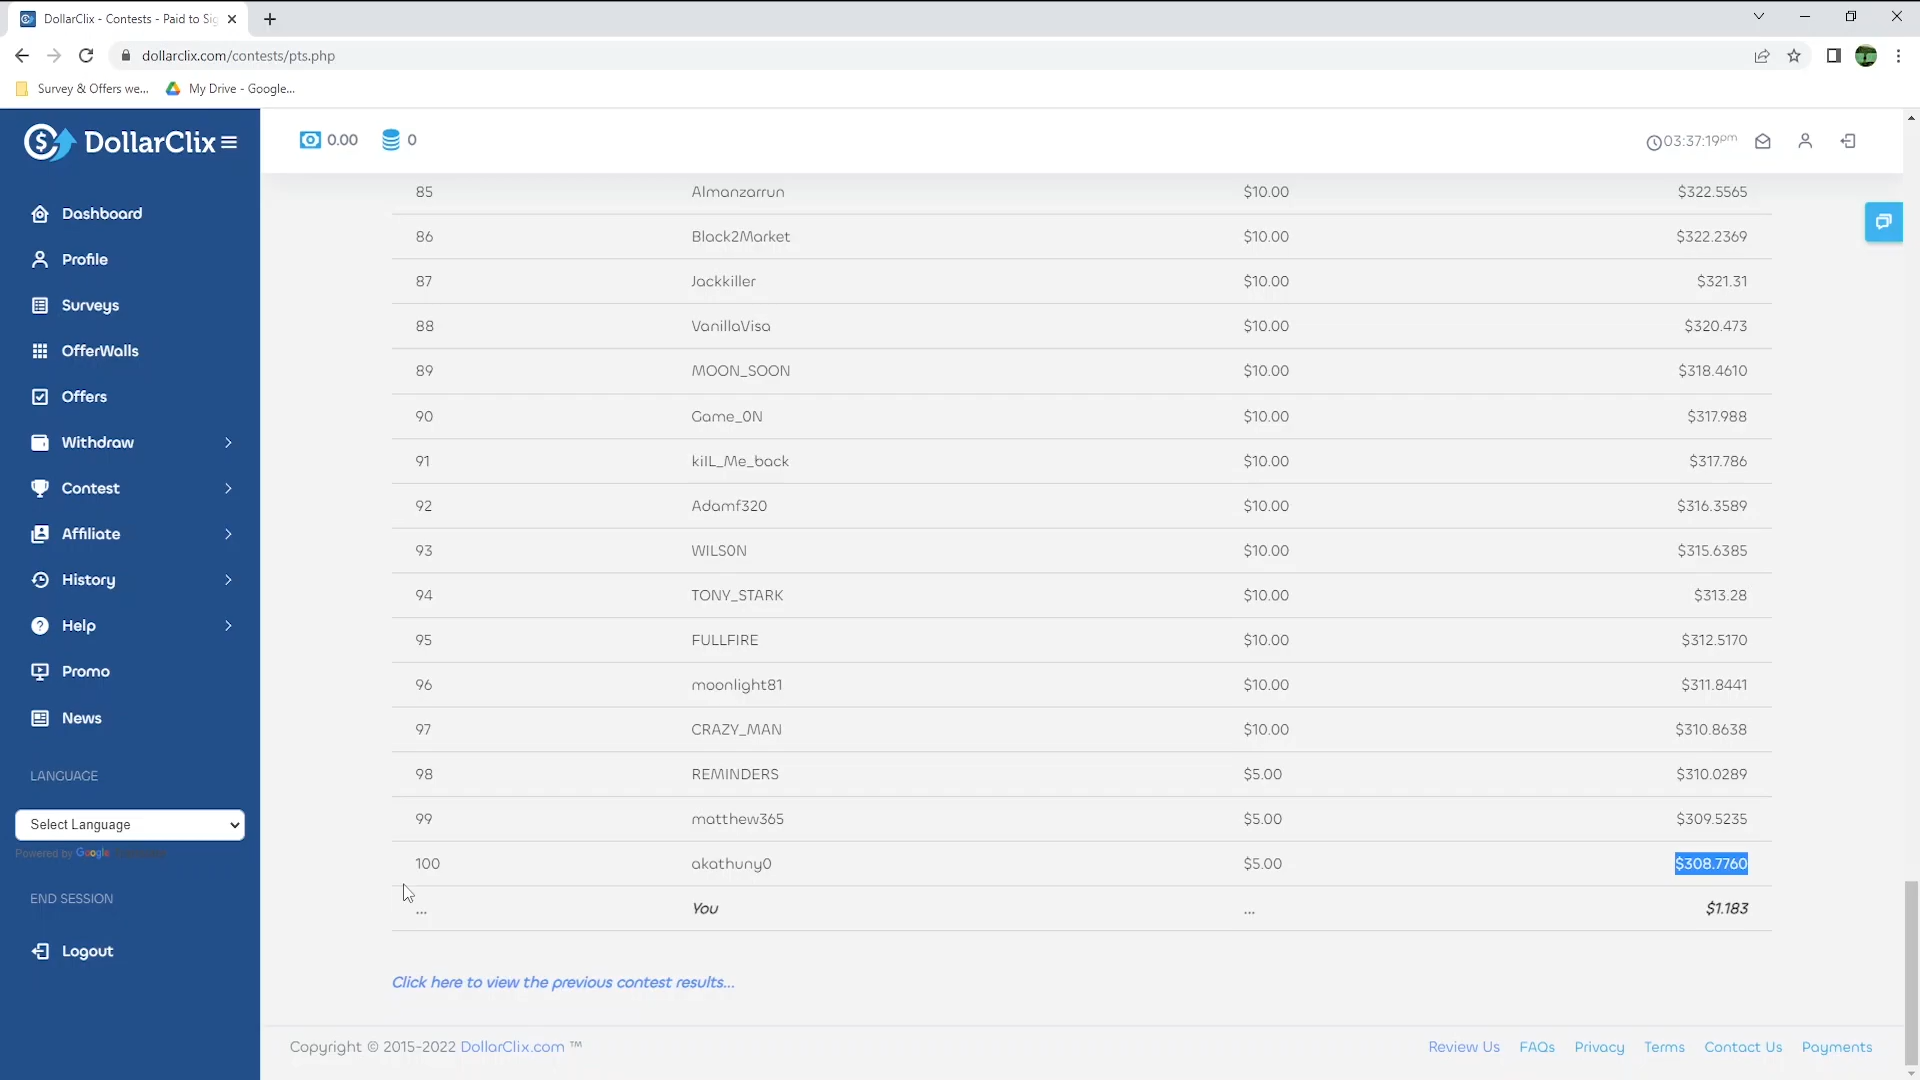 DollarClix - Contests - Paid to Sig
dollarclix.com/contests/pts.php
Survey & Offers we... My Drive - Google...
DollarClix
0.00 0
03:37:19pm
Dashboard
Profile
Surveys
OfferWalls
Offers
Withdraw
Contest
Affiliate
History
Help
Promo
News
LANGUAGE
Select Language
Powered by Google
END SESSION
Logout
85 Almanzarrun $10.00 $322.5565
86 Black2Market $10.00 $322.2369
87 Jackkiller $10.00 $321.31
88 VanillaVisa $10.00 $320.473
89 MOON_SOON $10.00 $318.4610
90 Game_0N $10.00 $317.988
91 kiIL_Me_back $10.00 $317.786
92 Adamf320 $10.00 $316.3589
93 WILS0N $10.00 $315.6385
94 TONY_STARK $10.00 $313.28
95 FULLFIRE $10.00 $312.5170
96 moonlight81 $10.00 $311.8441
97 CRAZY_MAN $10.00 $310.8638
98 REMINDERS $5.00 $310.0289
99 matthew365 $5.00 $309.5235
100 akathuny0 $5.00 $308.7760
... You ... $1.183
Click here to view the previous contest results...
Copyright © 2015-2022 DollarClix.com ™
Review Us FAQs Privacy Terms Contact Us Payments